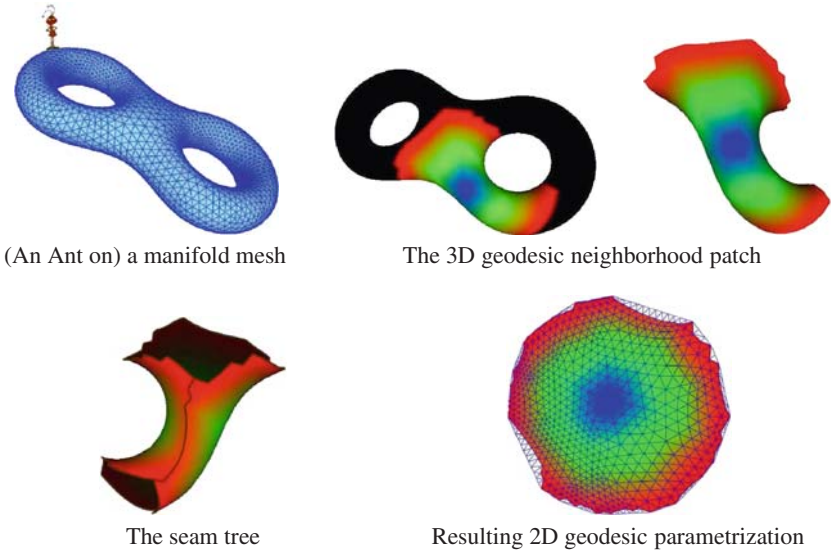 (An Ant on) a manifold mesh
The 3D geodesic neighborhood patch
The seam tree
Resulting 2D geodesic parametrization